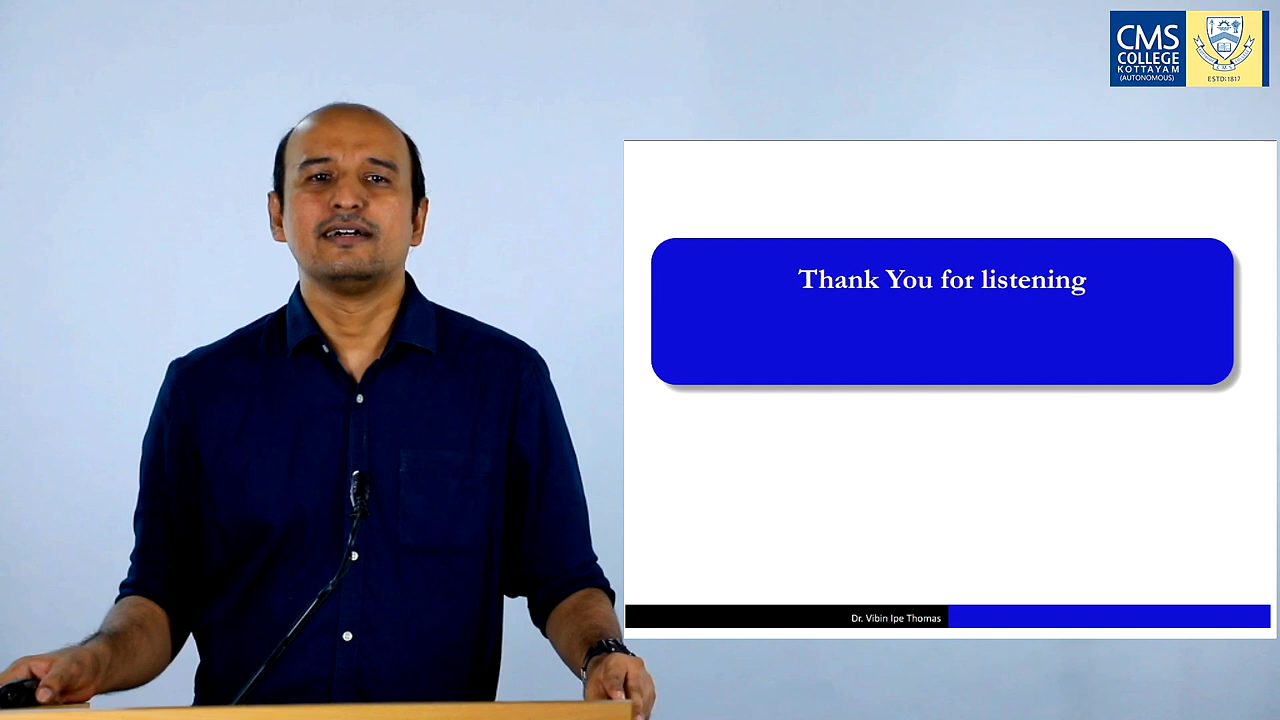 CMS
COLLEGE
KOTTAYAM
(AUTONOMOUS)
C M S
ESTD:1817
Thank You for listening
Dr. Vibin Ipe Thomas